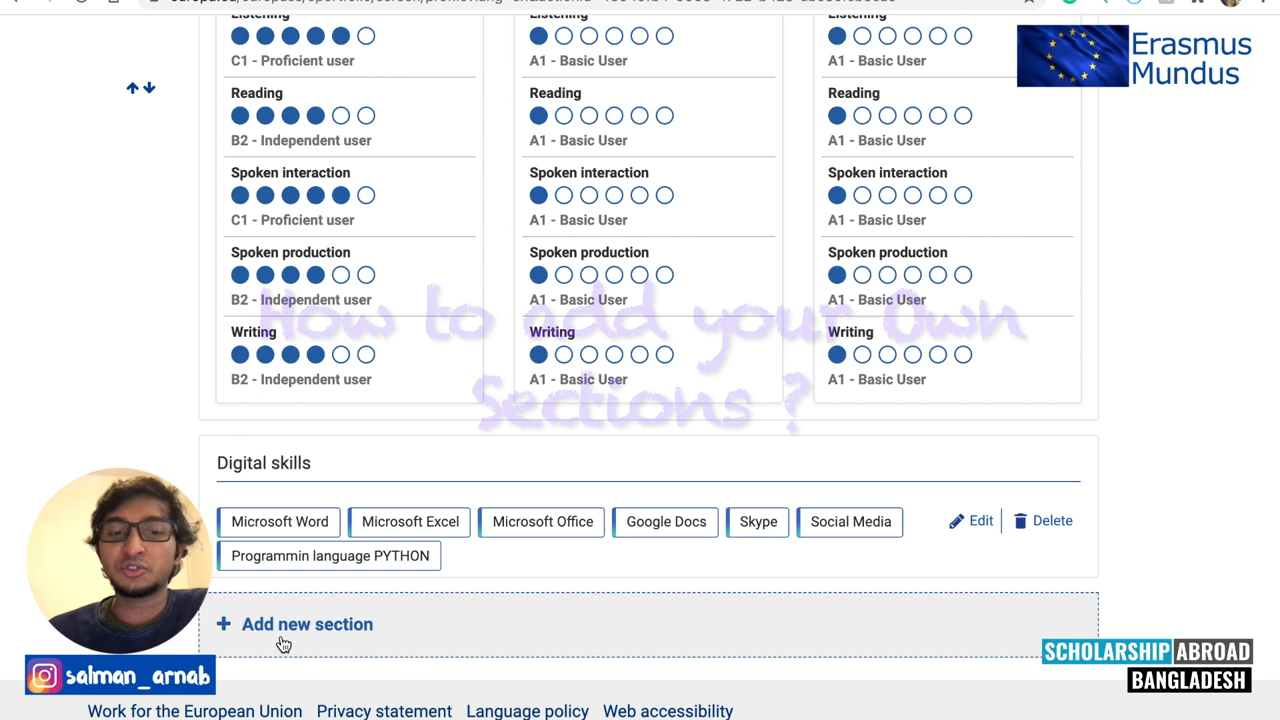 Listening
Listening
Listening
C1 - Proficient user
A1 - Basic User
A1 - Basic User
Erasmus
Mundus
Reading
Reading
Reading
B2 - Independent user
A1 - Basic User
A1 - Basic User
Spoken interaction
Spoken interaction
Spoken interaction
C1 - Proficient user
A1 - Basic User
A1 - Basic User
Spoken production
Spoken production
Spoken production
B2 - Independent user
A1 - Basic User
A1 - Basic User
How to add your Own
Sections ?
Writing
Writing
Writing
B2 - Independent user
A1 - Basic User
A1 - Basic User
Digital skills
Microsoft Word
Microsoft Excel
Microsoft Office
Google Docs
Skype
Social Media
Edit
Delete
Programmin language PYTHON
+ Add new section
salman_arnab
SCHOLARSHIP ABROAD
BANGLADESH
Work for the European Union
Privacy statement
Language policy
Web accessibility